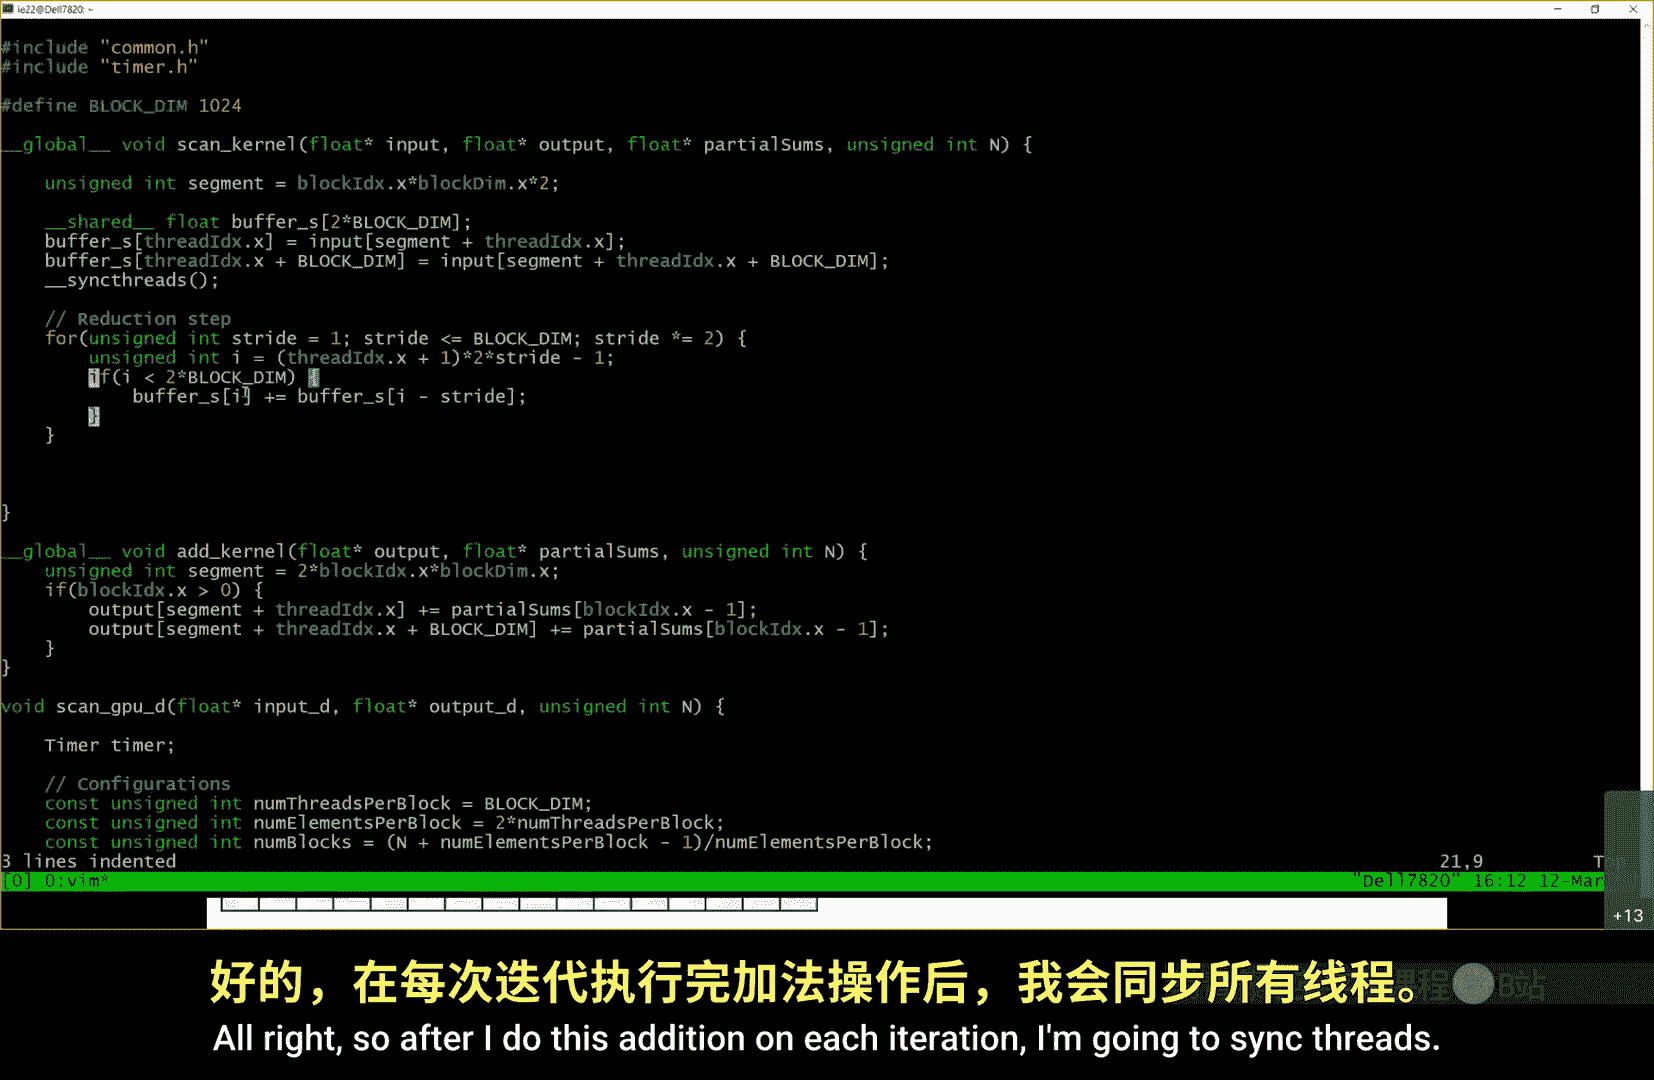 ie22@Dell7820: ~
#include "common.h"
#include "timer.h"
#define BLOCK_DIM 1024
__global__ void scan_kernel(float* input, float* output, float* partialSums, unsigned int N) {
    unsigned int segment = blockIdx.x*blockDim.x*2;
    __shared__ float buffer_s[2*BLOCK_DIM];
    buffer_s[threadIdx.x] = input[segment + threadIdx.x];
    buffer_s[threadIdx.x + BLOCK_DIM] = input[segment + threadIdx.x + BLOCK_DIM];
    __syncthreads();
    // Reduction step
    for(unsigned int stride = 1; stride <= BLOCK_DIM; stride *= 2) {
        unsigned int i = (threadIdx.x + 1)*2*stride - 1;
        if(i < 2*BLOCK_DIM) {
            buffer_s[i] += buffer_s[i - stride];
        }
    }
}
__global__ void add_kernel(float* output, float* partialSums, unsigned int N) {
    unsigned int segment = 2*blockIdx.x*blockDim.x;
    if(blockIdx.x > 0) {
        output[segment + threadIdx.x] += partialSums[blockIdx.x - 1];
        output[segment + threadIdx.x + BLOCK_DIM] += partialSums[blockIdx.x - 1];
    }
}
void scan_gpu_d(float* input_d, float* output_d, unsigned int N) {
    Timer timer;
    // Configurations
    const unsigned int numThreadsPerBlock = BLOCK_DIM;
    const unsigned int numElementsPerBlock = 2*numThreadsPerBlock;
    const unsigned int numBlocks = (N + numElementsPerBlock - 1)/numElementsPerBlock;
3 lines indented 21,9
[0] 0:vim* "Dell7820" 16:12 12-Mar
+13
好的，在每次迭代执行完加法操作后，我会同步所有线程。
B站
All right, so after I do this addition on each iteration, I'm going to sync threads.